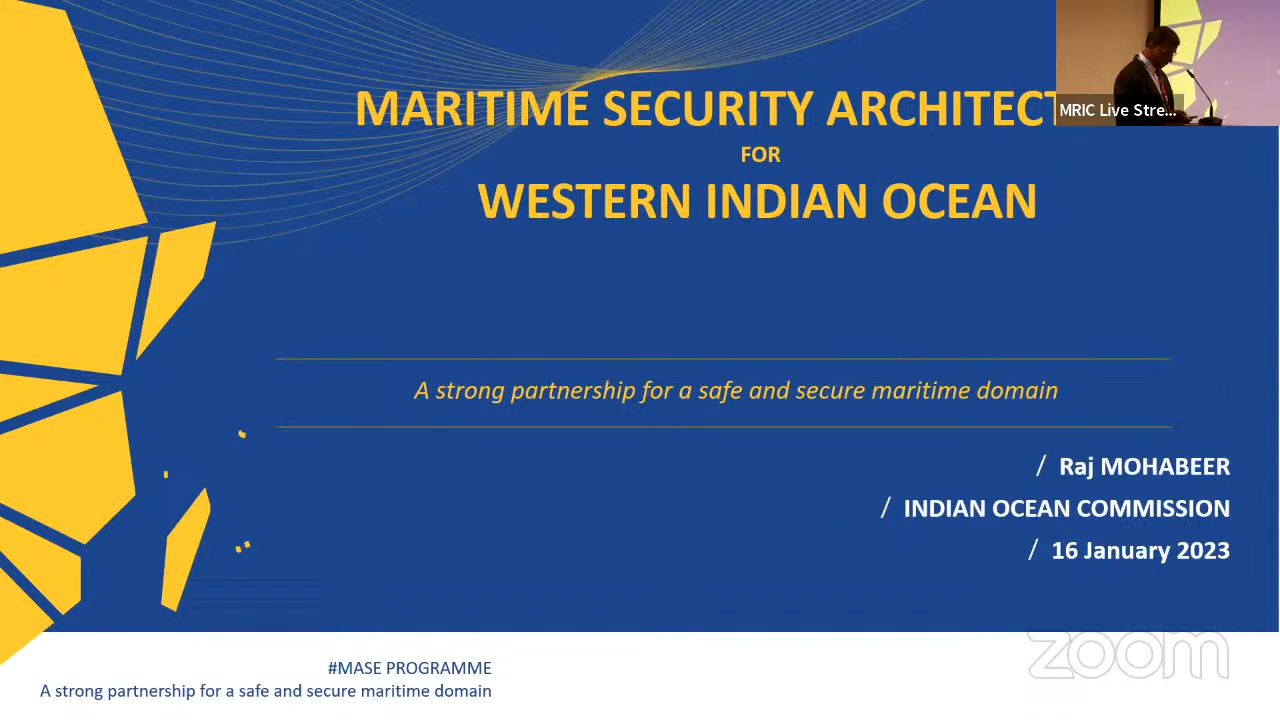 MARITIME SECURITY ARCHITECT
FOR
WESTERN INDIAN OCEAN
MRIC Live Stre...
A strong partnership for a safe and secure maritime domain
/ Raj MOHABEER
/ INDIAN OCEAN COMMISSION
/ 16 January 2023
#MASE PROGRAMME
A strong partnership for a safe and secure maritime domain
zoom